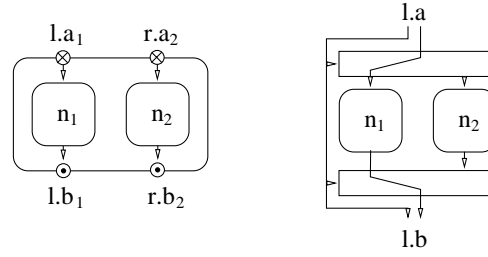 l.a₁ r.a₂
n₁ n₂
l.b₁ r.b₂
l.a
n₁ n₂
l.b